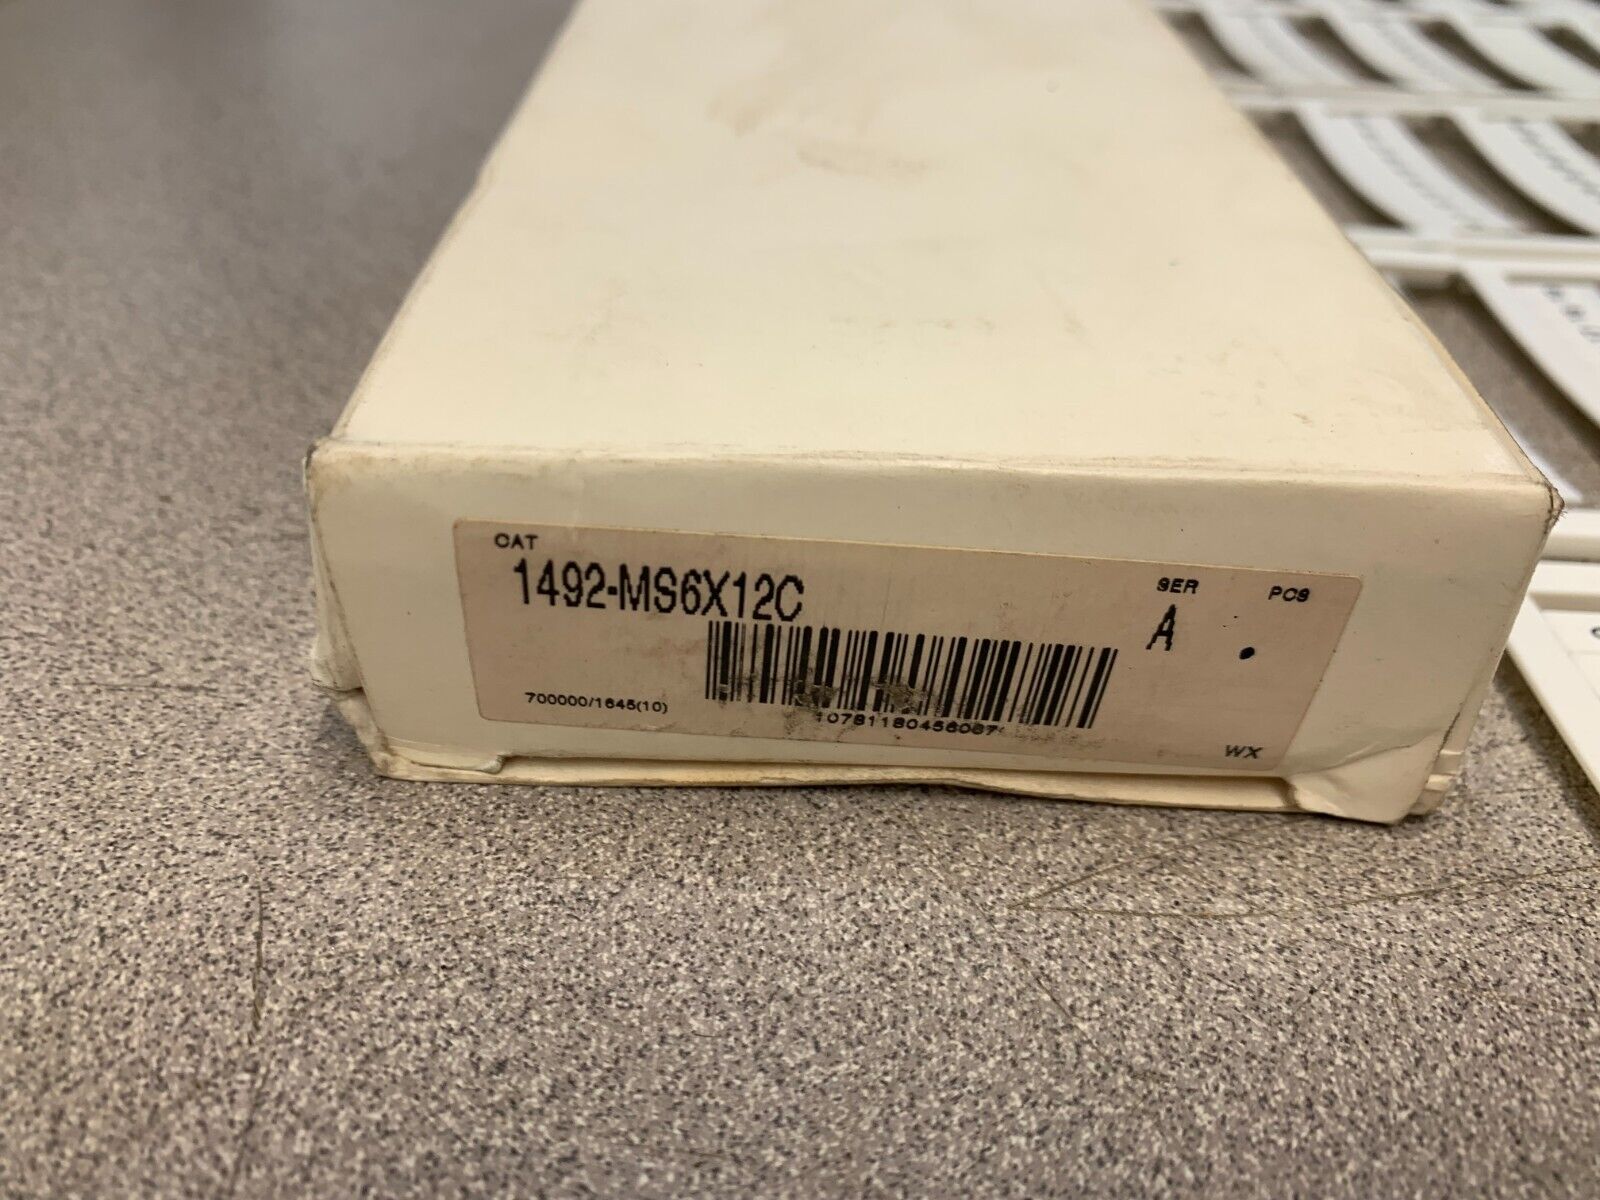 CAT
1492-MS6X12C
SER
A
PCS
700000/1645(10)
10781180456087
WX